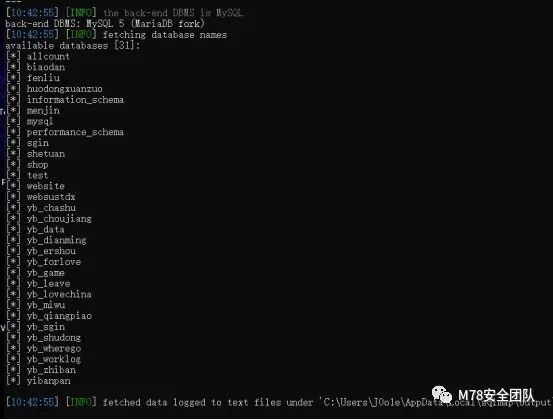 ---
[10:42:55] [INFO] the back-end DBMS is MySQL
back-end DBMS: MySQL 5 (MariaDB fork)
[10:42:55] [INFO] fetching database names
available databases [31]:
[*] allcount
[*] biaodan
[*] fenliu
[*] huodongxuanzuo
[*] information_schema
[*] menjin
[*] mysql
[*] performance_schema
[*] sgin
[*] shetuan
[*] shop
[*] test
[*] website
[*] websustdx
[*] yb_chashu
[*] yb_choujiang
[*] yb_data
[*] yb_dianming
[*] yb_ershou
[*] yb_forlove
[*] yb_game
[*] yb_leave
[*] yb_lovechina
[*] yb_miwu
[*] yb_qiangpiao
[*] yb_sgin
[*] yb_shudong
[*] yb_wherego
[*] yb_worklog
[*] yb_zhiban
[*] yibanpan
[10:42:55] [INFO] fetched data logged to text files under 'C:\Users\J0ole\AppData\Local\sqlmap\output
M78安全团队